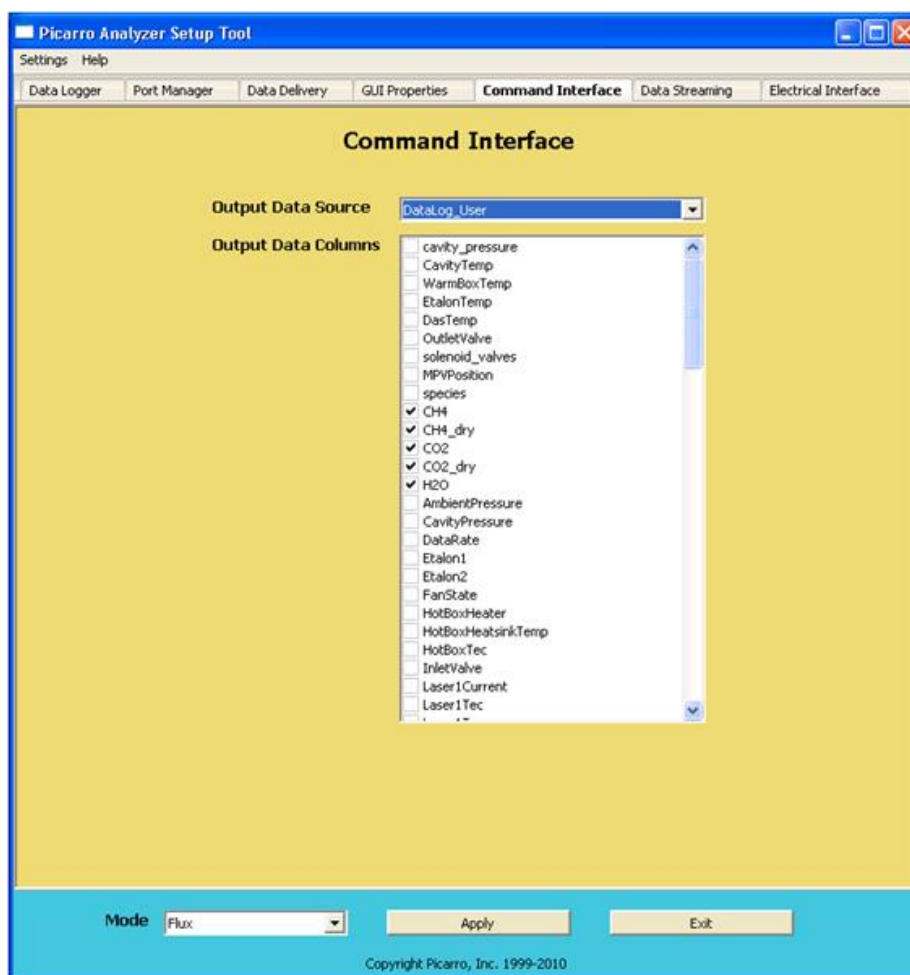 Picarro Analyzer Setup Tool
Settings Help
Data Logger Port Manager Data Delivery GUI Properties Command Interface Data Streaming Electrical Interface
Command Interface
Output Data Source DataLog_User
Output Data Columns
cavity_pressure
CavityTemp
WarmBoxTemp
EtalonTemp
DasTemp
OutletValve
solenoid_valves
MPVPosition
species
CH4
CH4_dry
CO2
CO2_dry
H2O
AmbientPressure
CavityPressure
DataRate
Etalon1
Etalon2
FanState
HotBoxHeater
HotBoxHeatsinkTemp
HotBoxTec
InletValve
Laser1Current
Laser1Tec
Mode Flux Apply Exit
Copyright Picarro, Inc. 1999-2010